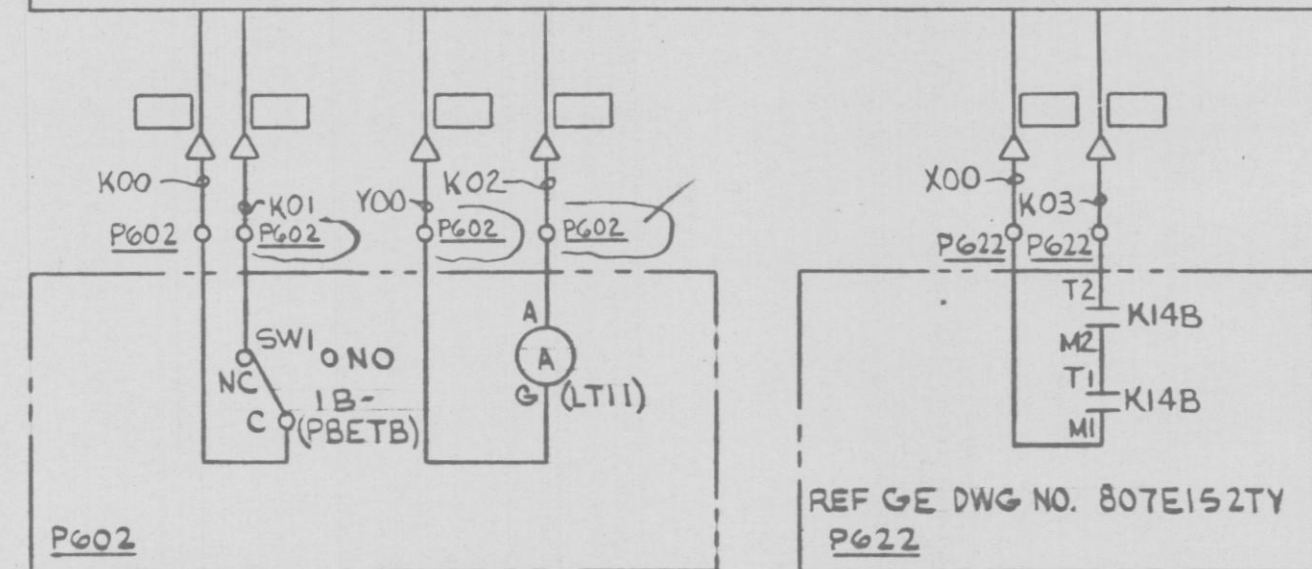 K00
K01
Y00
K02
X00
K03
P602
P602
P602
P602
P622
P622
SW1
NO
NC
1B-
C
(PBETB)
A
A
G
(LT11)
T2
K14B
M2
T1
K14B
M1
P602
REF GE DWG NO. 807E152TY
P622